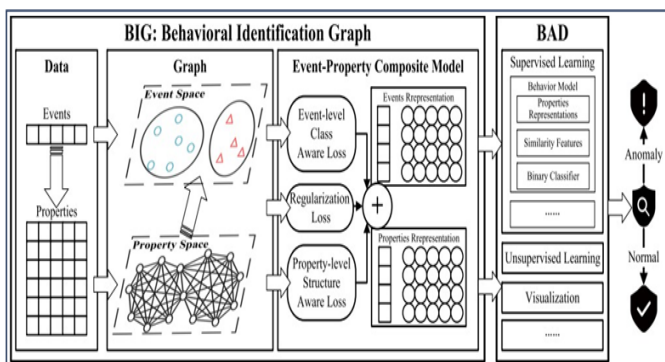 BIG: Behavioral Identification Graph
Data
Events
Properties
Graph
Event Space
Property Space
Event-Property Composite Model
Event-level
Class
Aware Loss
Regularization
Loss
Property-level
Structure
Aware Loss
+
Events Rrpresentation
Properties Rrpresentation
BAD
Supervised Learning
Behavior Model
Properties
Representations
Similarity Features
Binary Classifier
......
Unsupervised Learning
Visualization
......
Anomaly
Normal